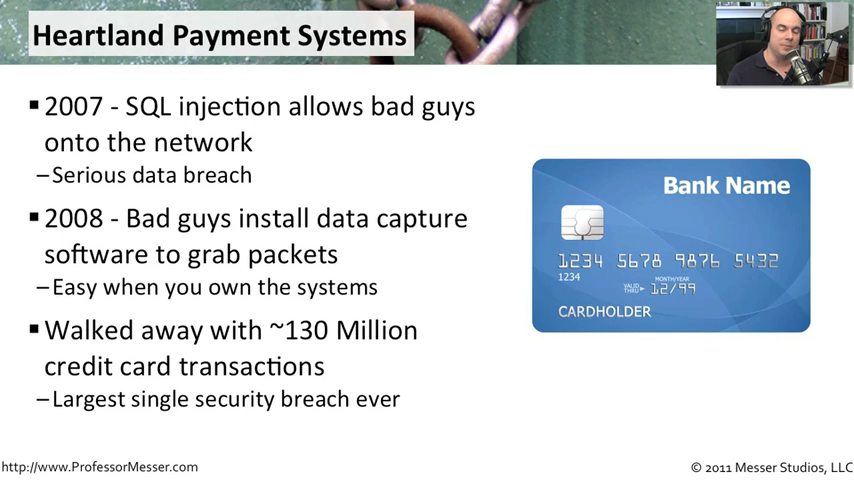 Heartland Payment Systems
▪ 2007 - SQL injection allows bad guys
onto the network
–Serious data breach
▪ 2008 - Bad guys install data capture
software to grab packets
–Easy when you own the systems
▪ Walked away with ~130 Million
credit card transactions
–Largest single security breach ever
Bank Name
1234 5678 9876 5432
1234
MONTH/YEAR
VALID
THRU
12/99
CARDHOLDER
http://www.ProfessorMesser.com
© 2011 Messer Studios, LLC